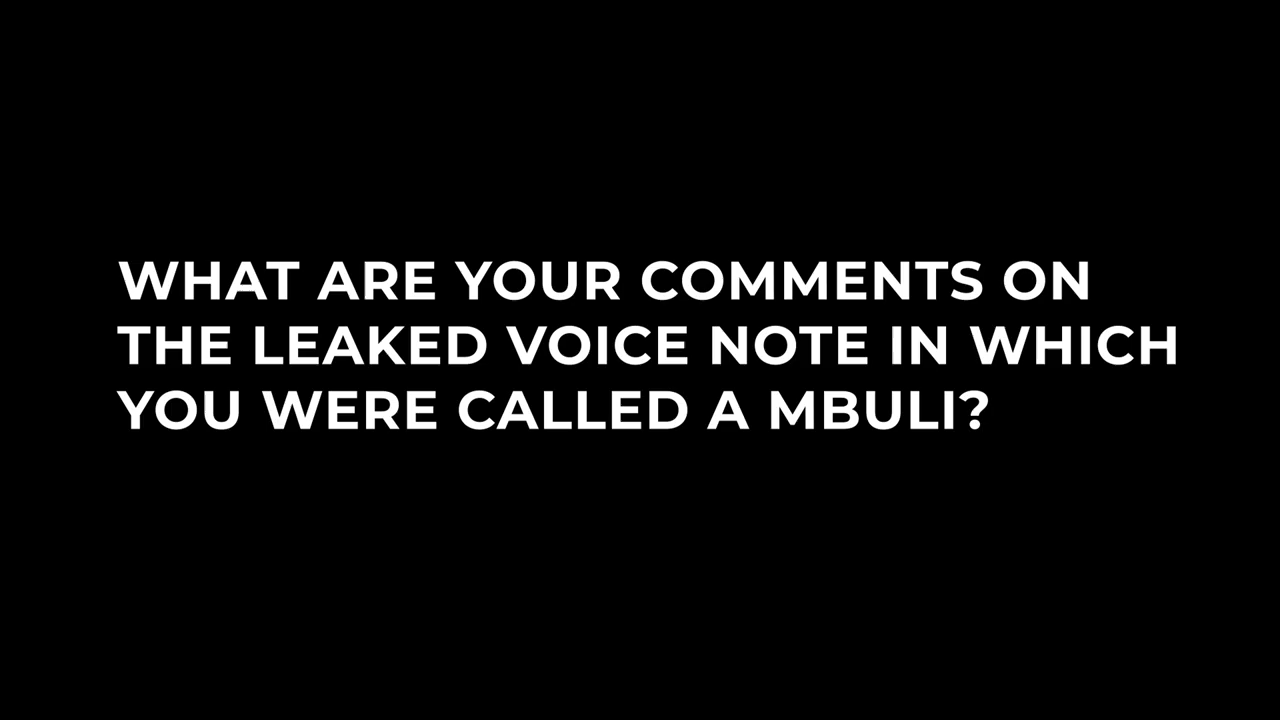 WHAT ARE YOUR COMMENTS ON
THE LEAKED VOICE NOTE IN WHICH
YOU WERE CALLED A MBULI?